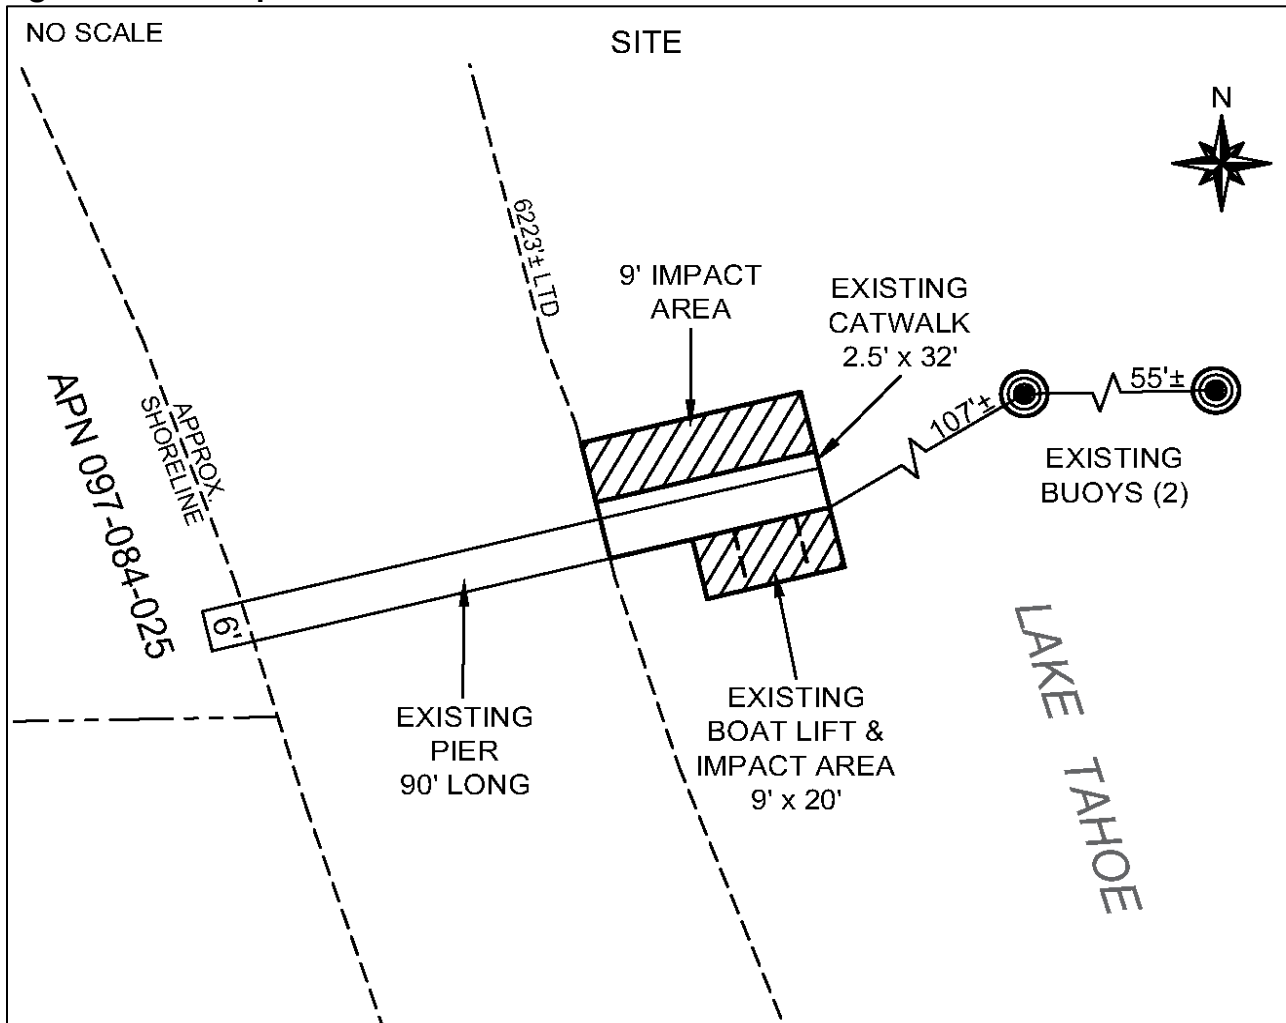 NO SCALE
SITE
N
6223'± LTD
9' IMPACT
AREA
EXISTING
CATWALK
2.5' x 32'
107'±
55'±
EXISTING
BUOYS (2)
APN 097-084-025
APPROX.
SHORELINE
6'
EXISTING
PIER
90' LONG
EXISTING
BOAT LIFT &
IMPACT AREA
9' x 20'
LAKE TAHOE